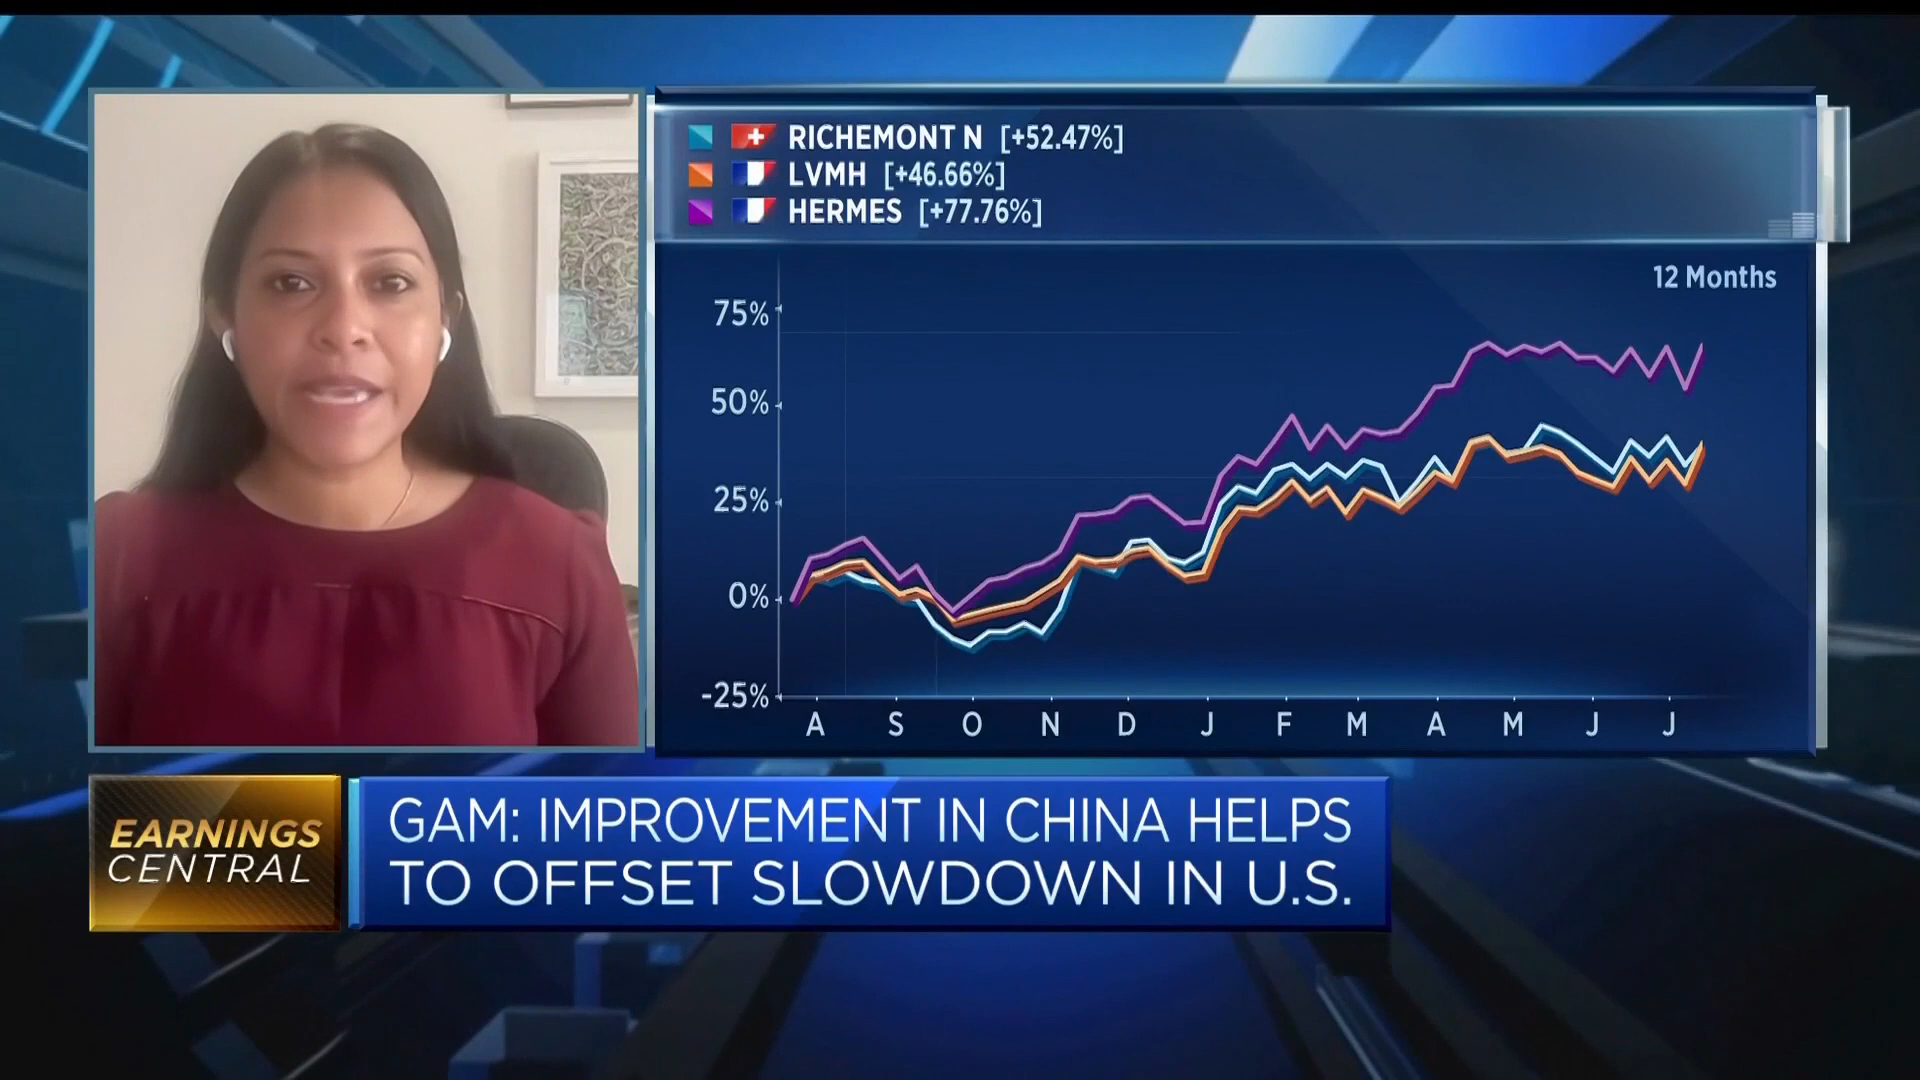 RICHEMONT N [+52.47%]
LVMH [+46.66%]
HERMES [+77.76%]
12 Months
75%
50%
25%
0%
-25%
A S O N D J F M A M J J
EARNINGS
CENTRAL
GAM: IMPROVEMENT IN CHINA HELPS
TO OFFSET SLOWDOWN IN U.S.